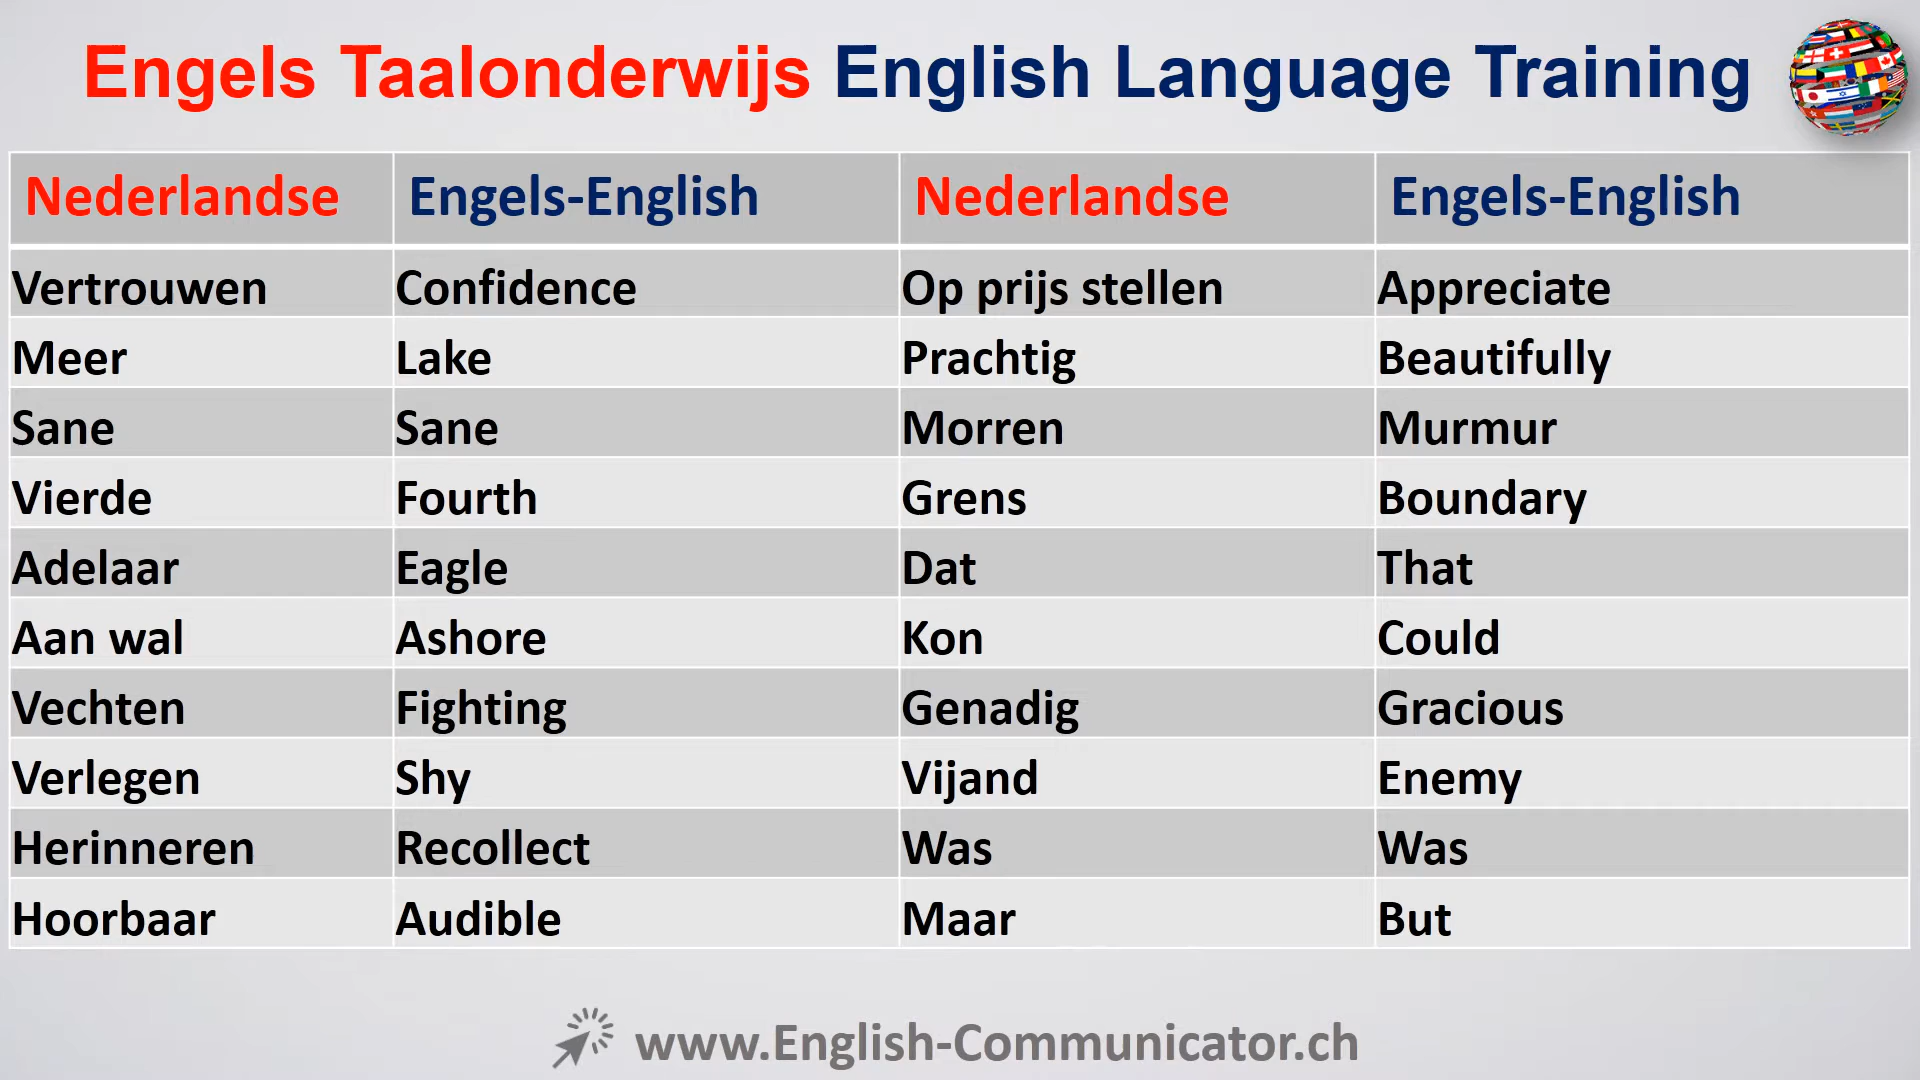 Engels Taalonderwijs English Language Training
Nederlandse Engels-English Nederlandse Engels-English
Vertrouwen Confidence Op prijs stellen Appreciate
Meer Lake Prachtig Beautifully
Sane Sane Morren Murmur
Vierde Fourth Grens Boundary
Adelaar Eagle Dat That
Aan wal Ashore Kon Could
Vechten Fighting Genadig Gracious
Verlegen Shy Vijand Enemy
Herinneren Recollect Was Was
Hoorbaar Audible Maar But
www.English-Communicator.ch